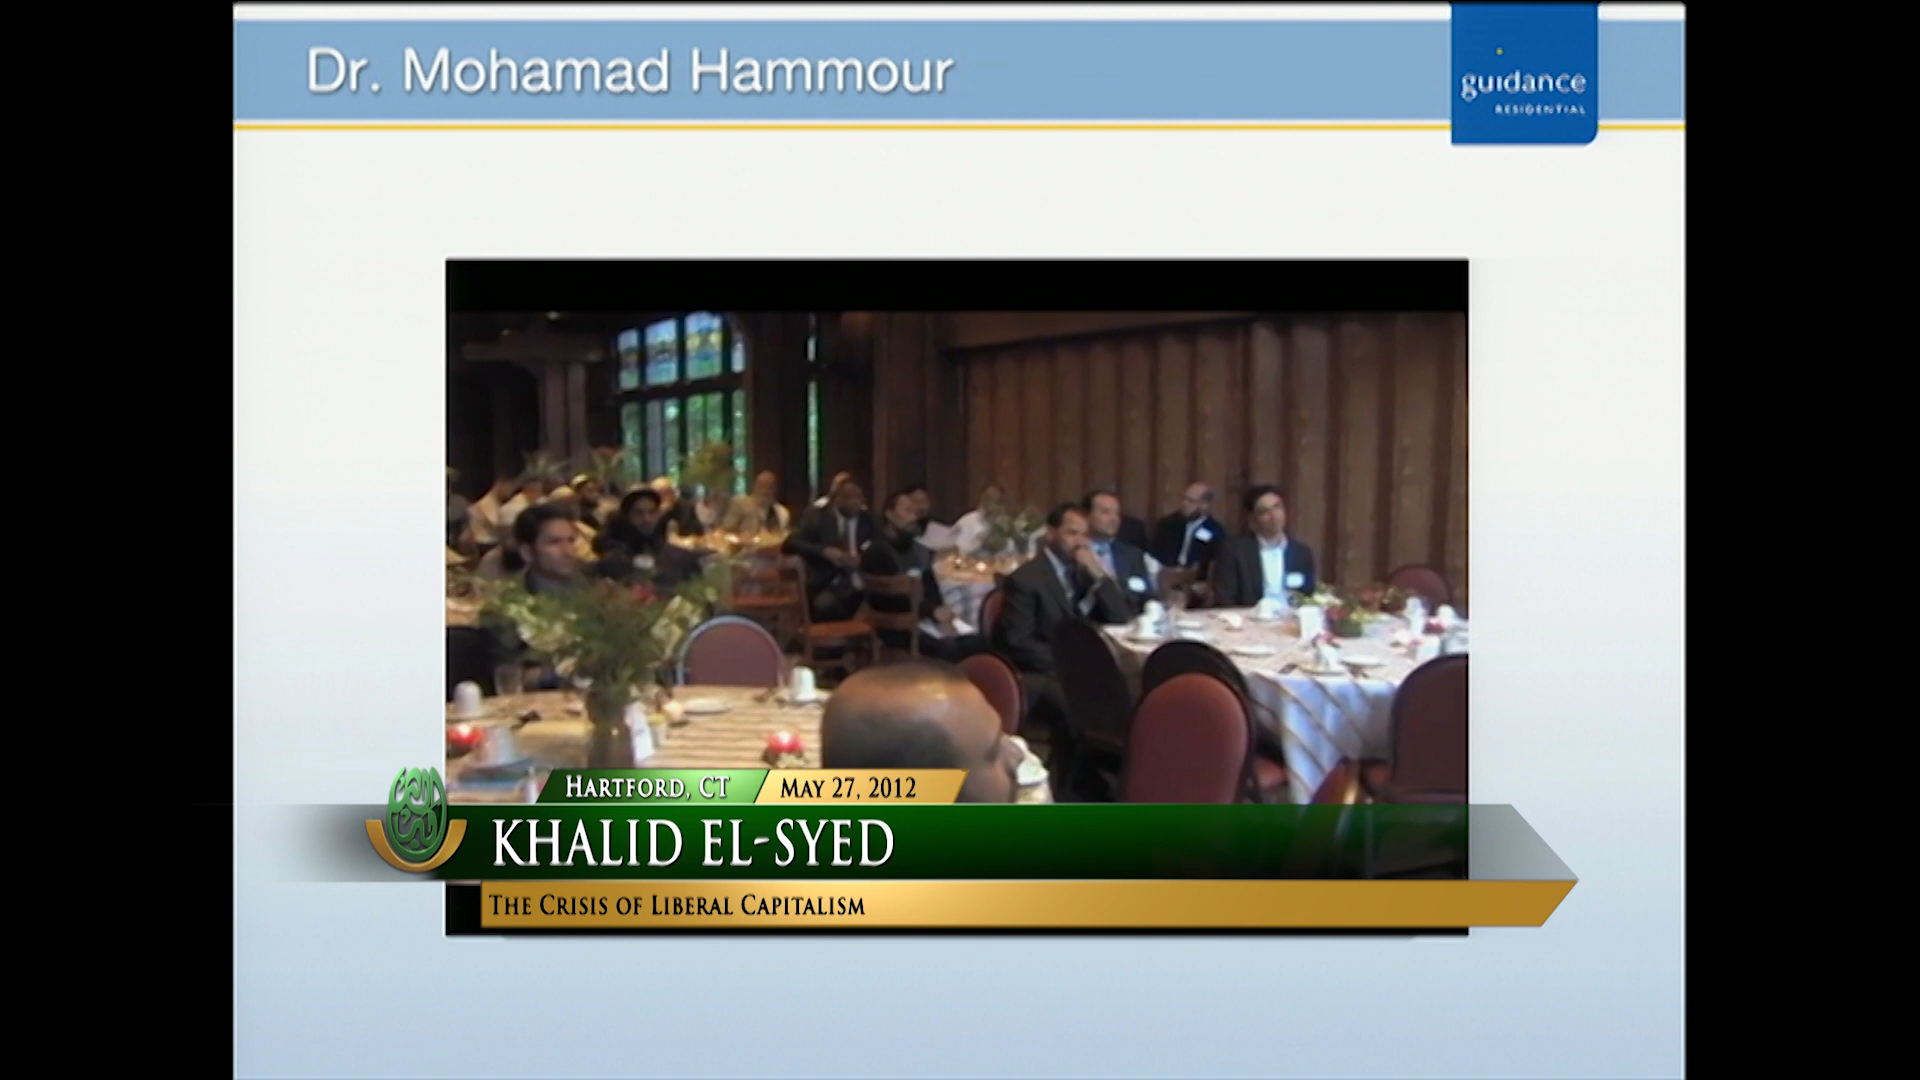 Dr. Mohamad Hammour
guidance
RESIDENTIAL
HARTFORD, CT
MAY 27, 2012
KHALID EL-SYED
THE CRISIS OF LIBERAL CAPITALISM